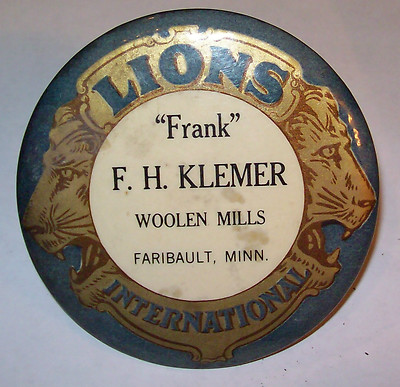 LIONS
"Frank"
F. H. KLEMER
WOOLEN MILLS
FARIBAULT, MINN.
INTERNATIONAL